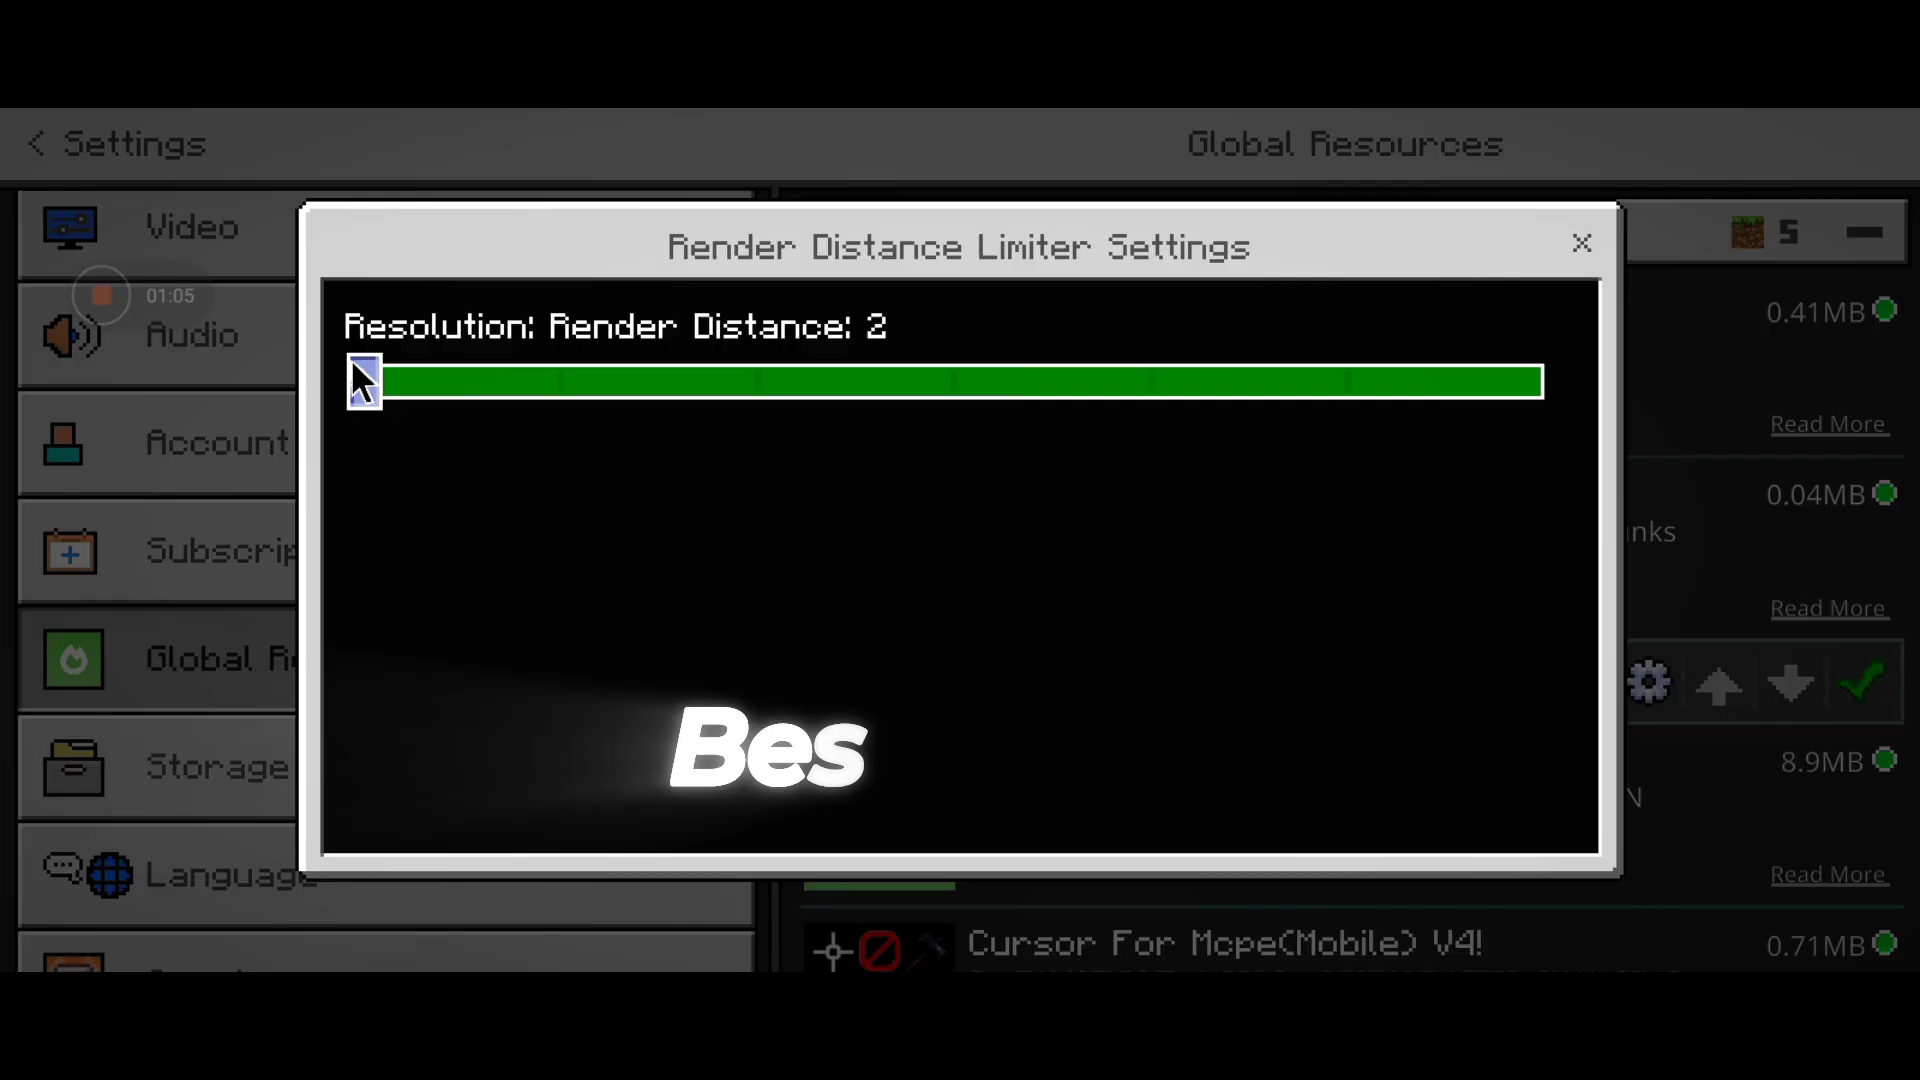 Settings
Global Resources
Video
Render Distance Limiter Settings
5
01:05
Audio
Resolution: Render Distance: 2
0.41MB
Account
Read More
0.04MB
Subscrip
nks
Read More
Global Re
8.9MB
Bes
Storage
N
Language
Read More
Cursor For Mcpe(Mobile) V4!
0.71MB